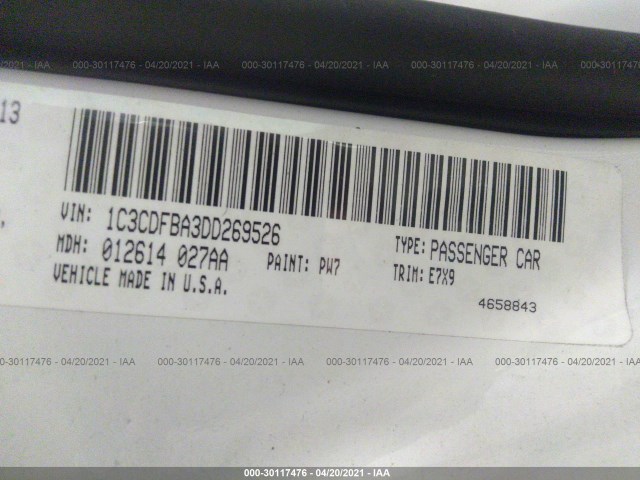 000-30117476 - 04/20/2021 - IAA
13
VIN: 1C3CDFBA3DD269526
MDH: 012614 027AA
PAINT: PW7
VEHICLE MADE IN U.S.A.
TYPE: PASSENGER CAR
TRIM: E7X9
4658843
000-30117476 - 04/20/2021 - IAA
000-30117476 - 04/20/2021 - IAA